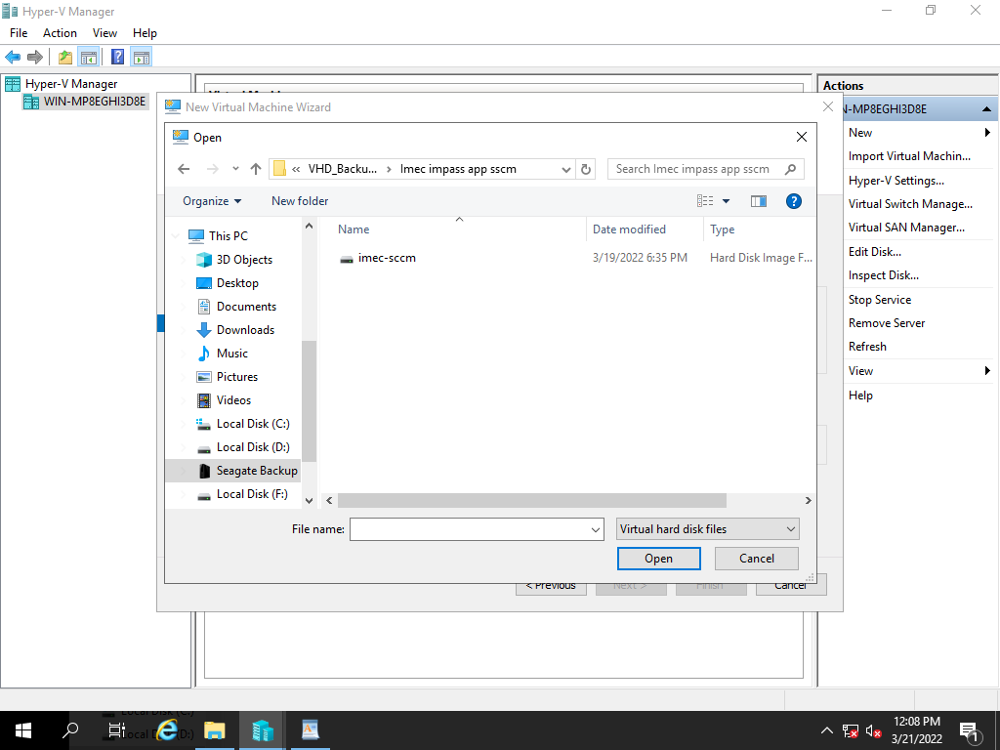 Hyper-V Manager
File Action View Help
Hyper-V Manager
WIN-MP8EGHI3D8E
New Virtual Machine Wizard
Open
« VHD_Backu... › Imec impass app sscm
Search Imec impass app sscm
Organize New folder
This PC
3D Objects
Desktop
Documents
Downloads
Music
Pictures
Videos
Local Disk (C:)
Local Disk (D:)
Seagate Backup
Local Disk (F:)
Name Date modified Type
imec-sccm 3/19/2022 6:35 PM Hard Disk Image F...
File name:
Virtual hard disk files
Open Cancel
< Previous Next > Finish Cancel
Actions
N-MP8EGHI3D8E
New
Import Virtual Machin...
Hyper-V Settings...
Virtual Switch Manage...
Virtual SAN Manager...
Edit Disk...
Inspect Disk...
Stop Service
Remove Server
Refresh
View
Help
Local Disk (D:)
12:08 PM
3/21/2022
1